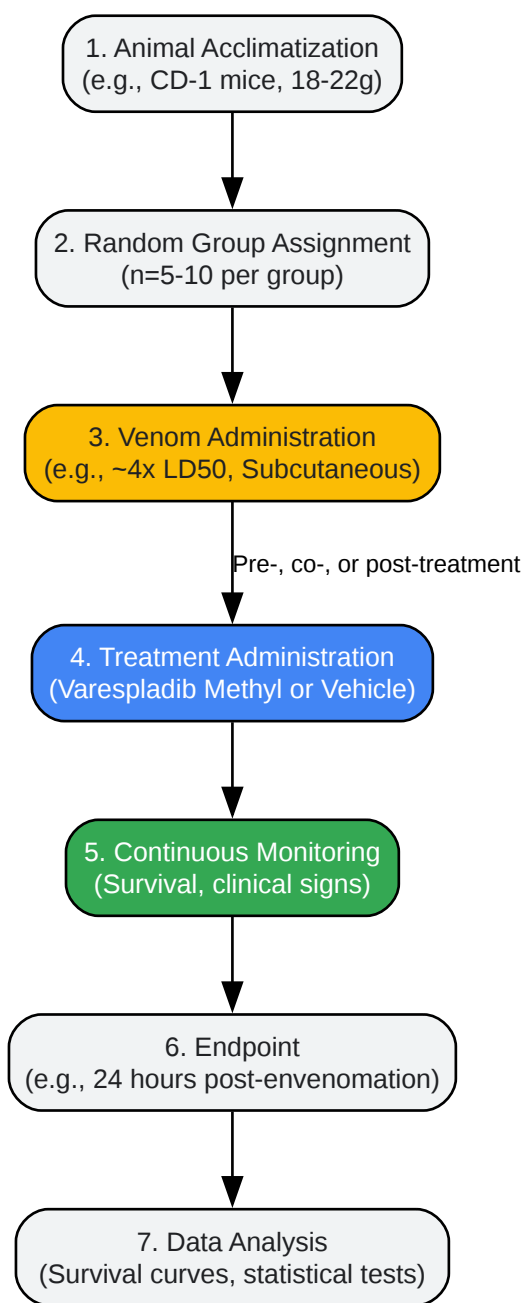 1. Animal Acclimatization
(e.g., CD-1 mice, 18-22g)
2. Random Group Assignment
(n=5-10 per group)
3. Venom Administration
(e.g., ~4x LD50, Subcutaneous)
Pre-, co-, or post-treatment
4. Treatment Administration
(Varespladib Methyl or Vehicle)
5. Continuous Monitoring
(Survival, clinical signs)
6. Endpoint
(e.g., 24 hours post-envenomation)
7. Data Analysis
(Survival curves, statistical tests)